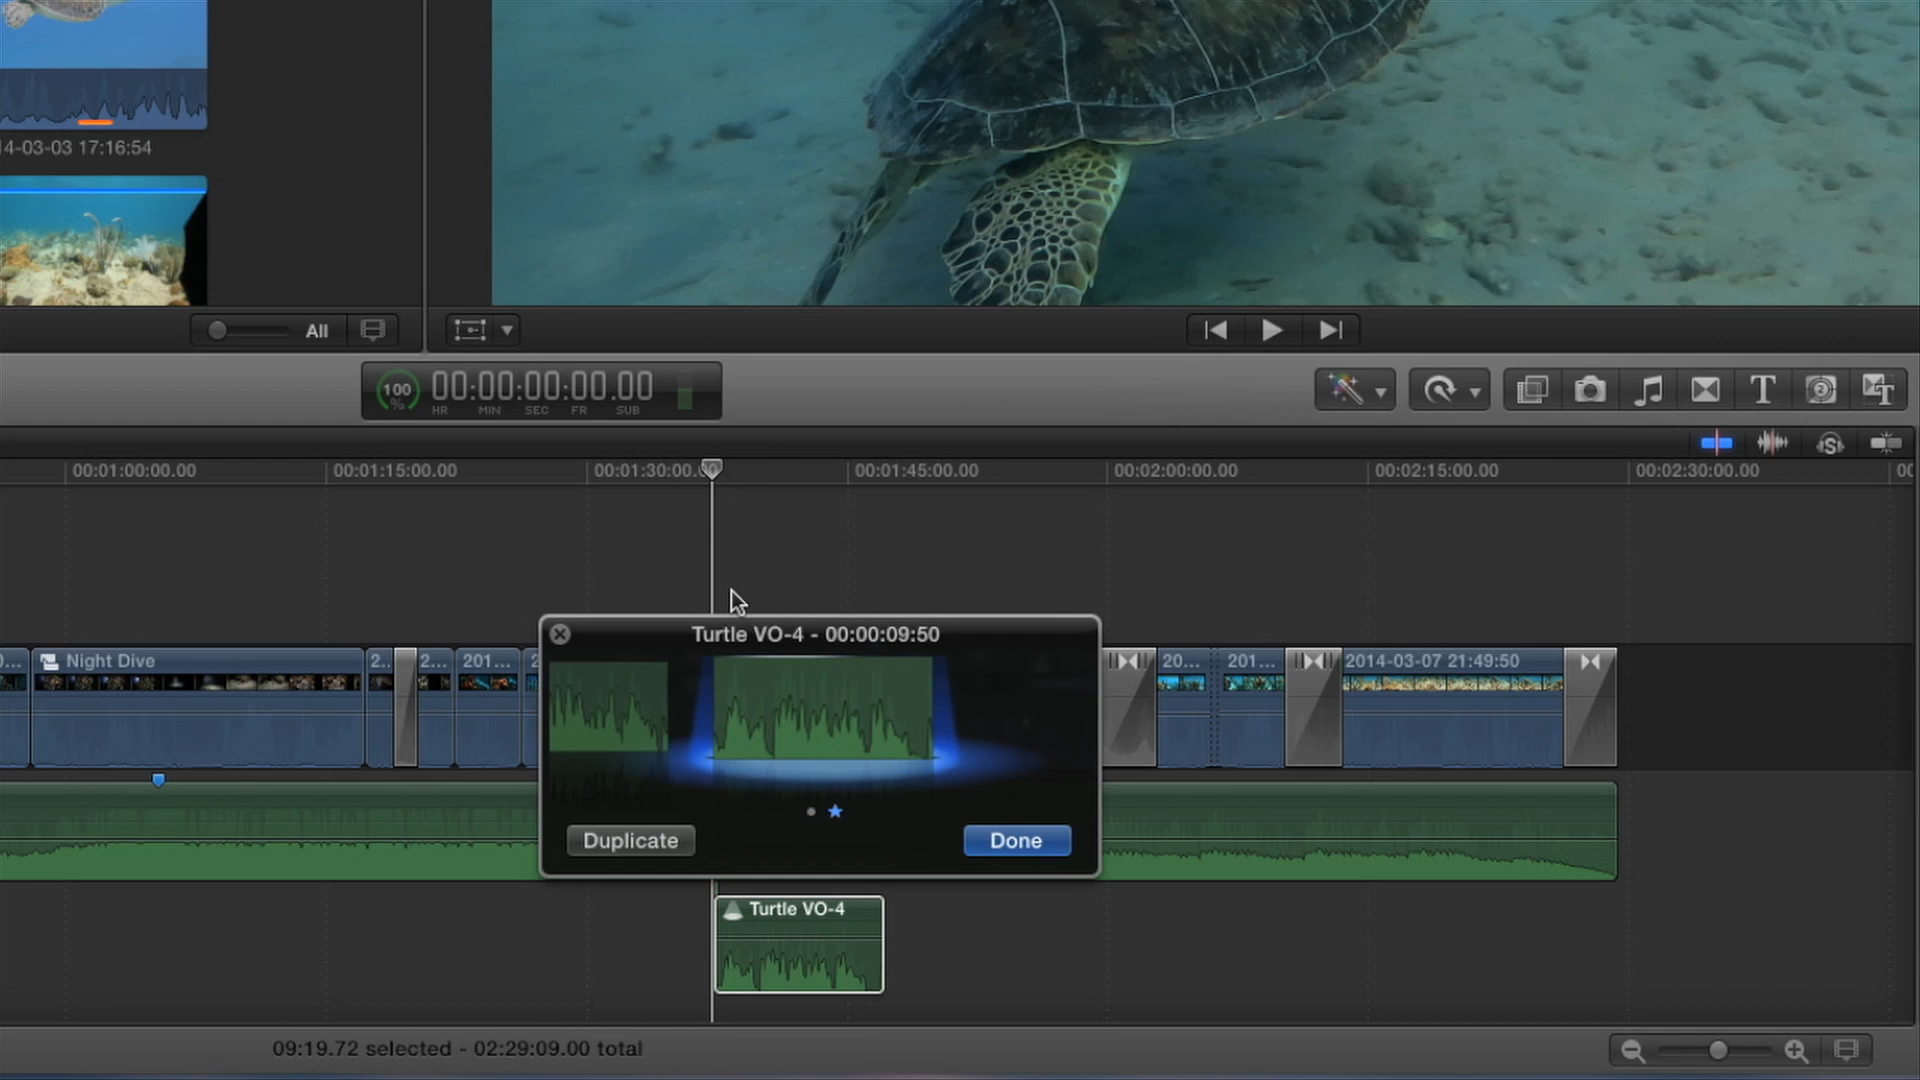 14-03-03 17:16:54
All
100
%
00:00:00:00.00
HR MIN SEC FR SUB
00:01:00:00.00
00:01:15:00.00
00:01:30:00.00
00:01:45:00.00
00:02:00:00.00
00:02:15:00.00
00:02:30:00.00
Turtle VO-4 - 00:00:09:50
Night Dive
2...
2...
201...
20...
201...
2014-03-07 21:49:50
Duplicate
Done
Turtle VO-4
09:19.72 selected - 02:29:09.00 total